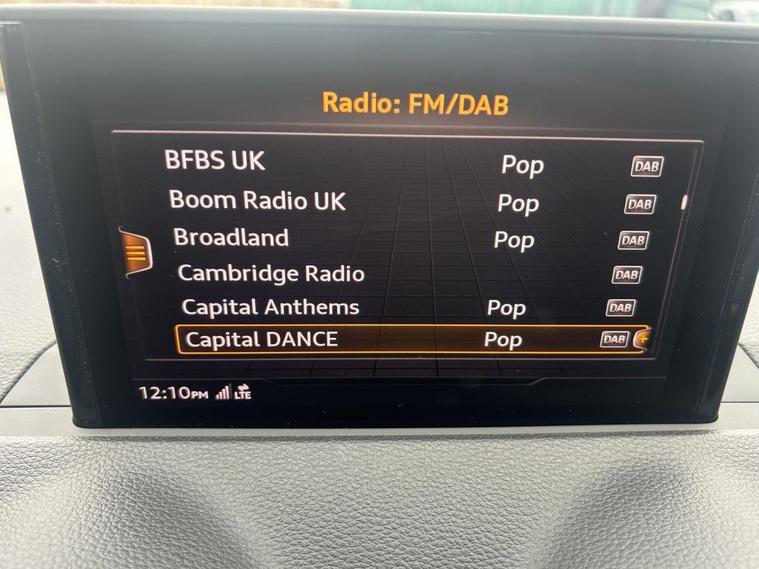 Radio: FM/DAB
BFBS UK Pop DAB
Boom Radio UK Pop DAB
Broadland Pop DAB
Cambridge Radio DAB
Capital Anthems Pop DAB
Capital DANCE Pop DAB
12:10PM LTE